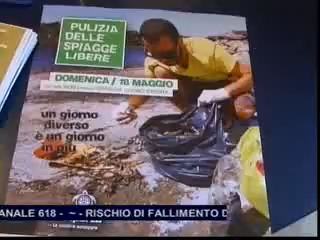 PULIZIA
DELLE
SPIAGGE
LIBERE
DOMENICA / 18 MAGGIO
un giorno
diverso
è un giorno
in più
ANALE 618 - ~ - RISCHIO DI FALLIMENTO D